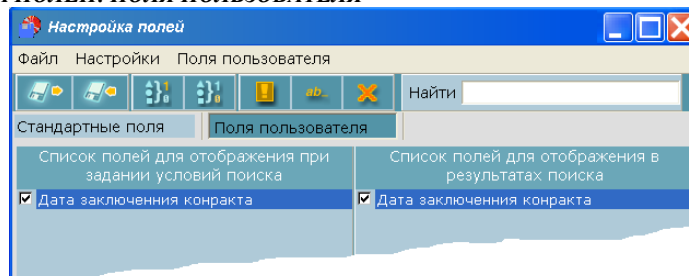 Настройка полей
Файл Настройки Поля пользователя
ab... Найти
Стандартные поля Поля пользователя
Список полей для отображения при
задании условий поиска
Список полей для отображения в
результатах поиска
Дата заключенния конракта
Дата заключенния конракта